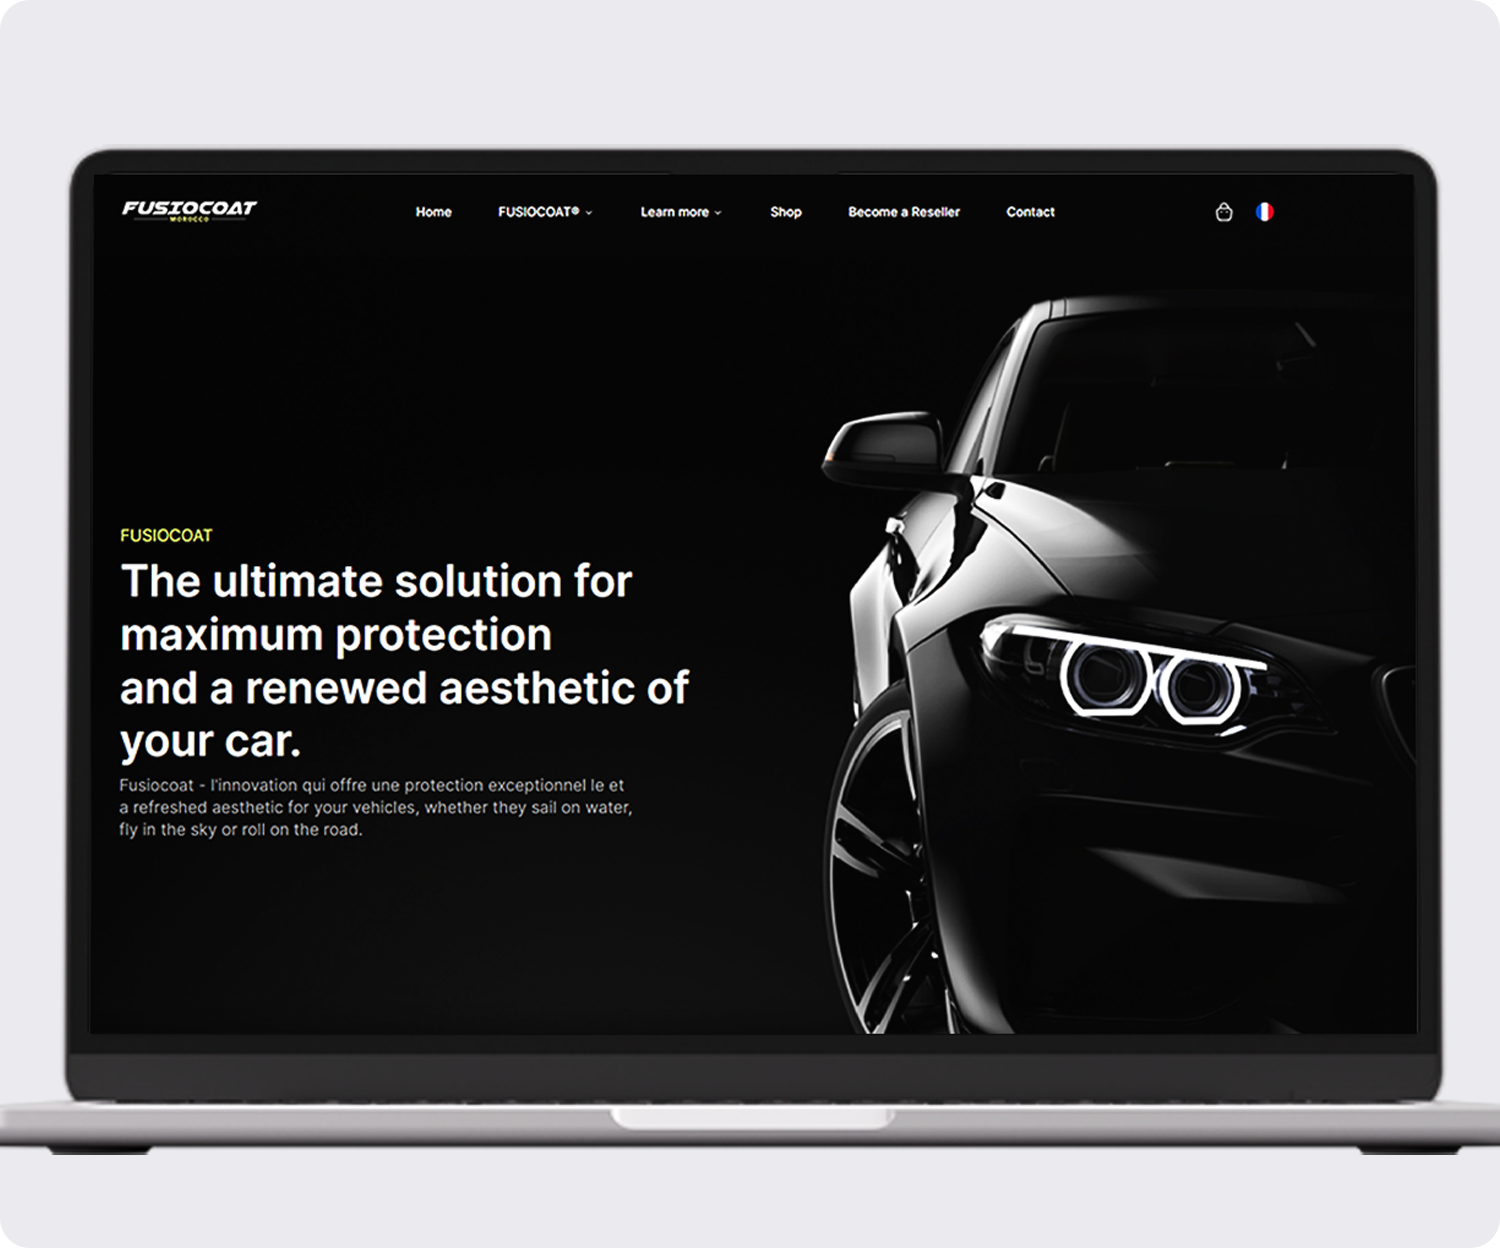 FUSIOCOAT
MOROCCO
Home FUSIOCOAT® Learn more Shop Become a Reseller Contact
FUSIOCOAT
The ultimate solution for
maximum protection
and a renewed aesthetic of
your car.
Fusiocoat - l'innovation qui offre une protection exceptionnel le et
a refreshed aesthetic for your vehicles, whether they sail on water,
fly in the sky or roll on the road.